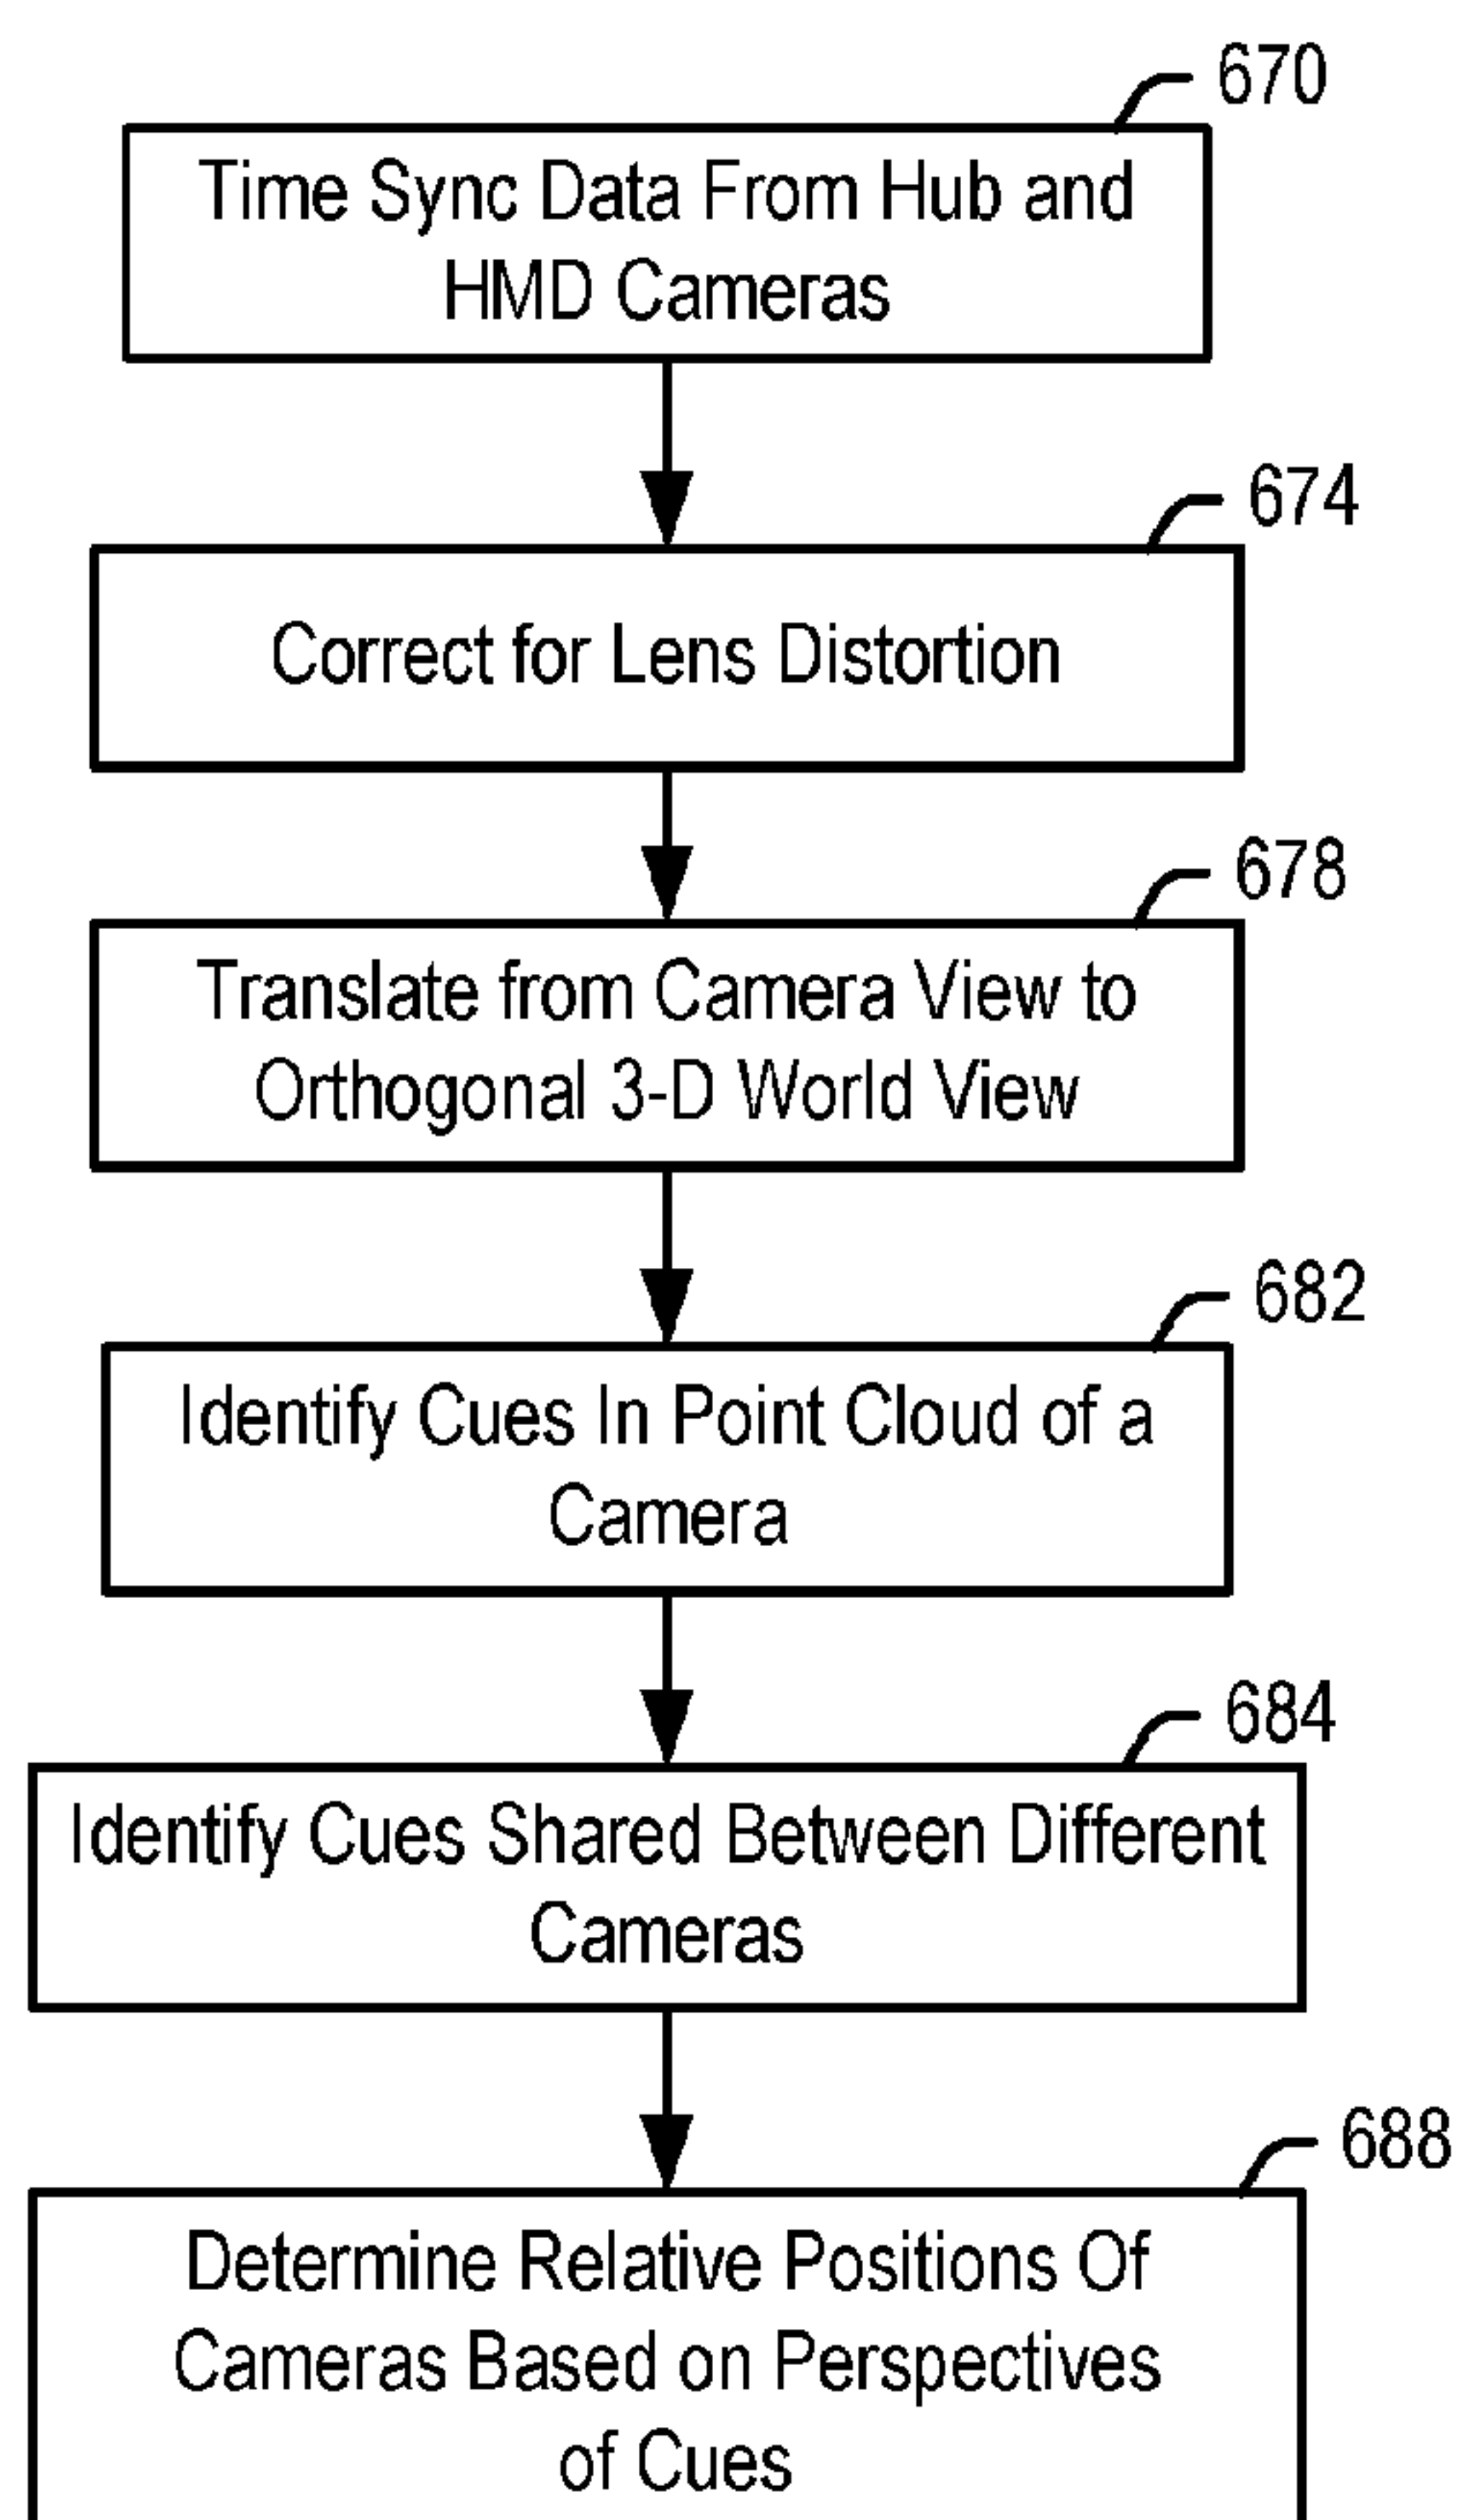 670
Time Sync Data From Hub and
HMD Cameras
674
Correct for Lens Distortion
678
Translate from Camera View to
Orthogonal 3-D World View
682
Identify Cues In Point Cloud of a
Camera
684
Identify Cues Shared Between Different
Cameras
688
Determine Relative Positions Of
Cameras Based on Perspectives
of Cues